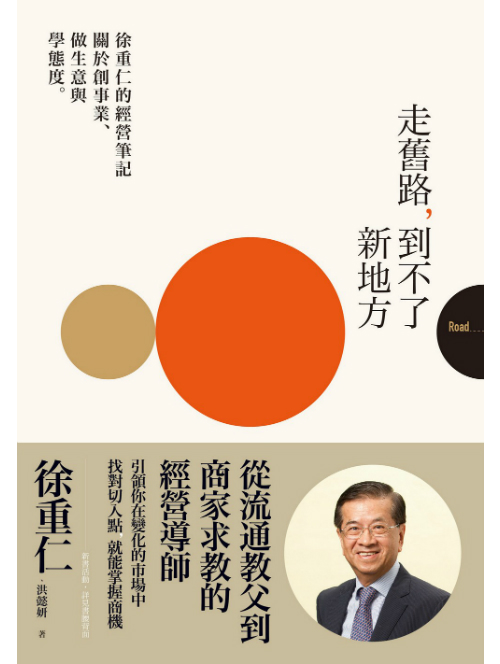 走舊路,到不了
新地方
徐重仁的經營筆記
關於創事業、
做生意與
學態度。
Road
從流通教父到
商家求教的
經營導師
引領你在變化的市場中
找對切入點,就能掌握商機
徐重仁
·洪懿妍 著